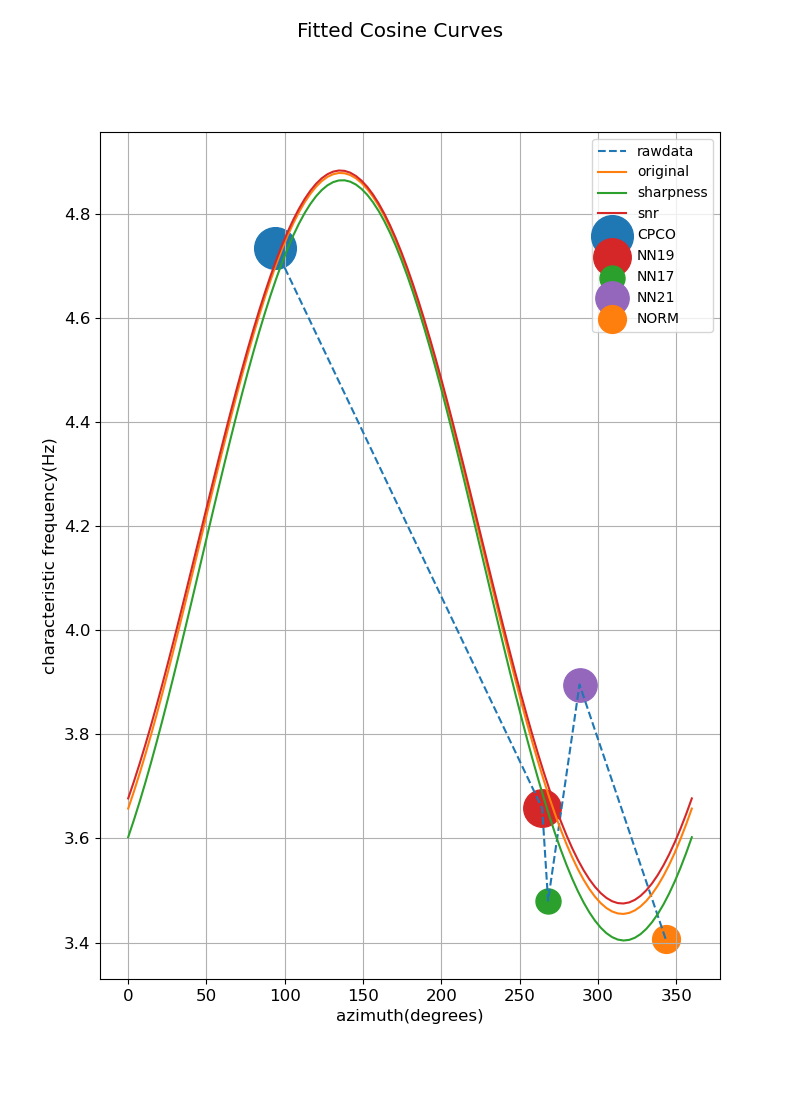 Fitted Cosine Curves
rawdata
original
sharpness
snr
CPCO
NN19
NN17
NN21
NORM
characteristic frequency(Hz)
4.8
4.6
4.4
4.2
4.0
3.8
3.6
3.4
0 50 100 150 200 250 300 350
azimuth(degrees)